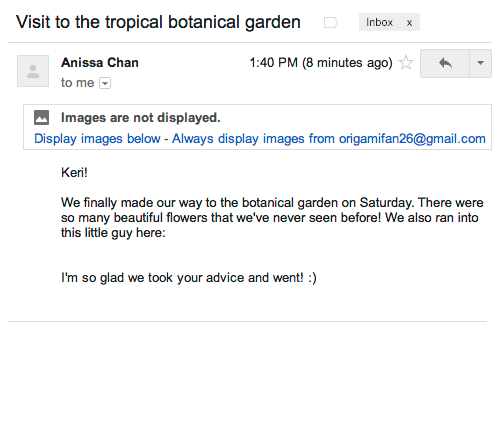 Visit to the tropical botanical garden
Inbox x
Anissa Chan
1:40 PM (8 minutes ago)
to me
Images are not displayed.
Display images below - Always display images from origamifan26@gmail.com
Keri!
We finally made our way to the botanical garden on Saturday. There were
so many beautiful flowers that we've never seen before! We also ran into
this little guy here:
I'm so glad we took your advice and went! :)